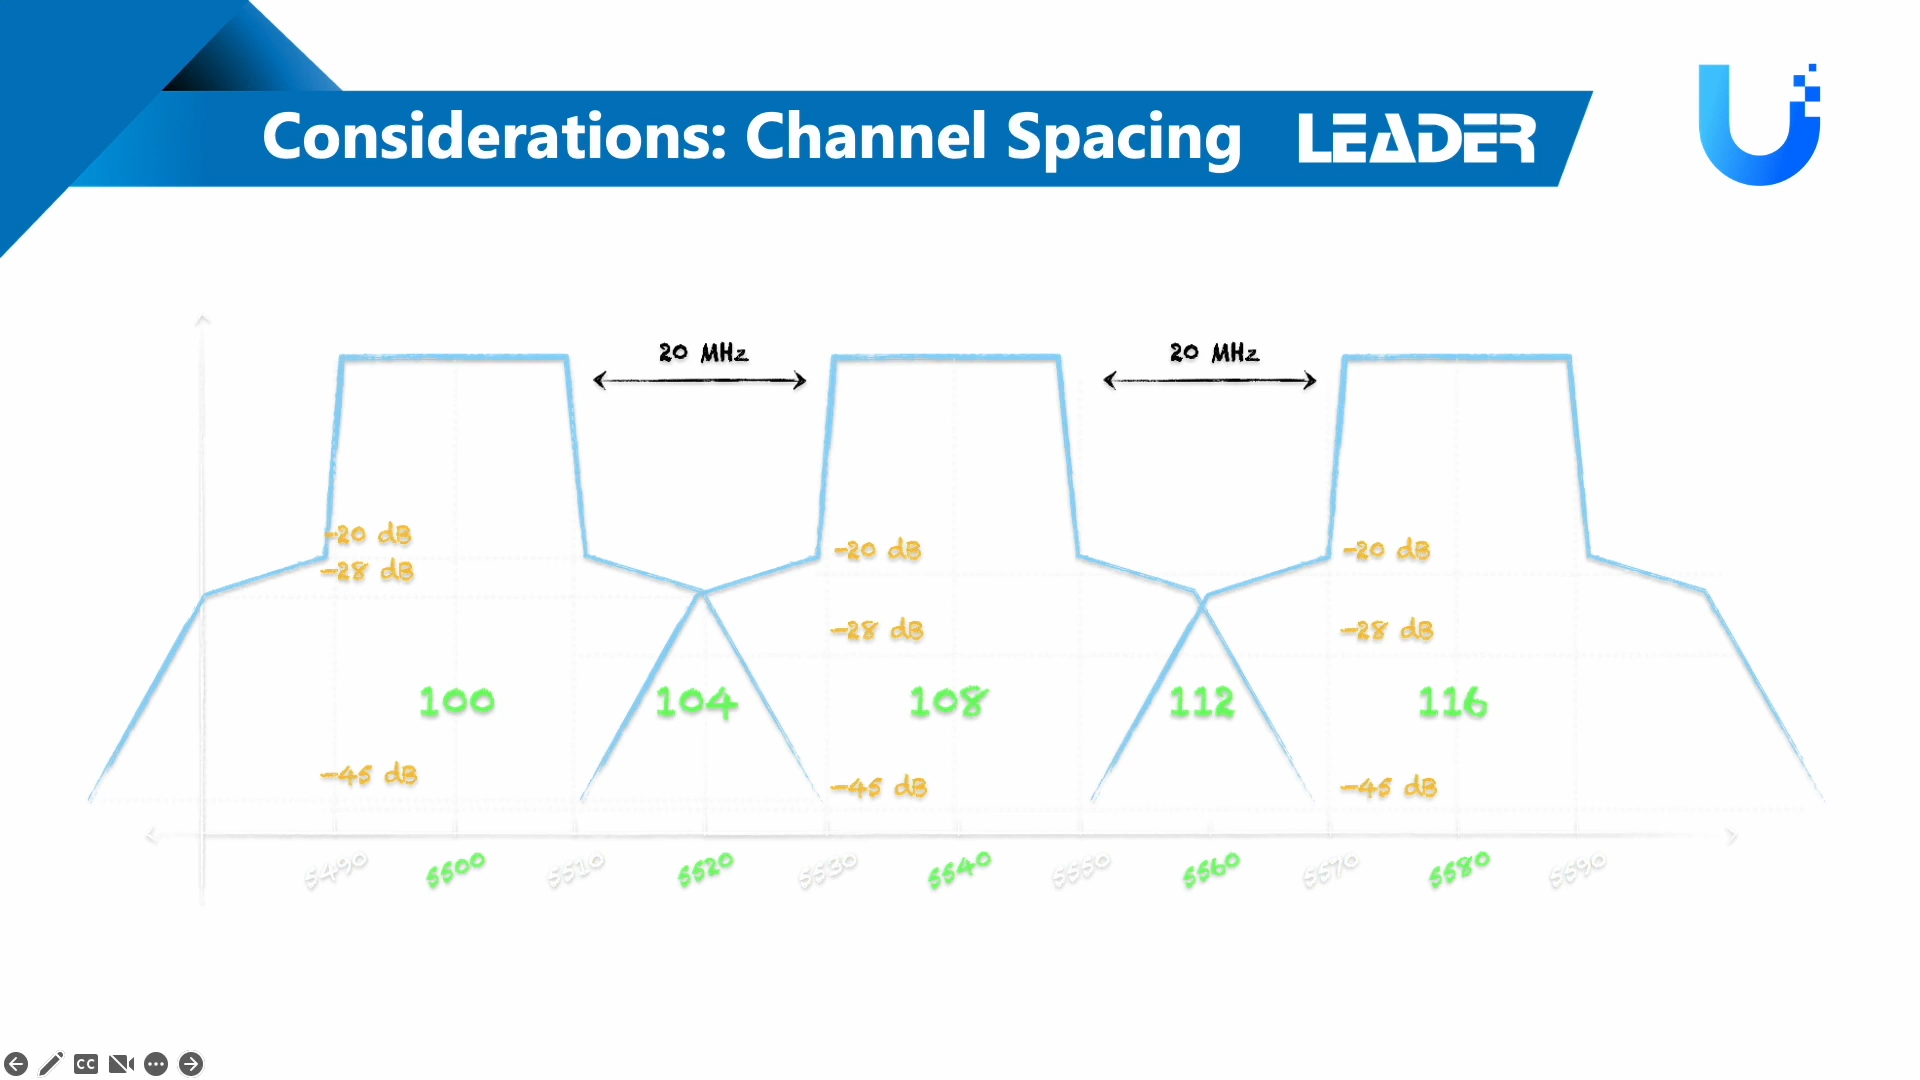 Considerations: Channel Spacing
LEADER
20 MHz
20 MHz
-20 dB
-28 dB
-20 dB
-20 dB
-28 dB
-28 dB
100
104
108
112
116
-45 dB
-45 dB
-45 dB
5490
5500
5510
5520
5530
5540
5550
5560
5570
5580
5590
CC